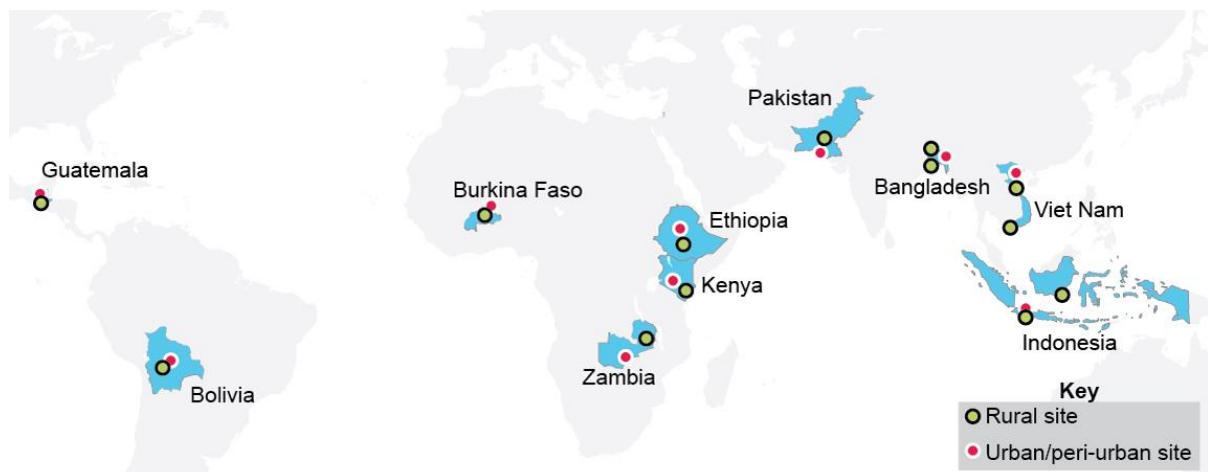 Pakistan
Guatemala
Burkina Faso
Bangladesh
Ethiopia
Viet Nam
Kenya
Indonesia
Zambia
Bolivia
Key
Rural site
Urban/peri-urban site